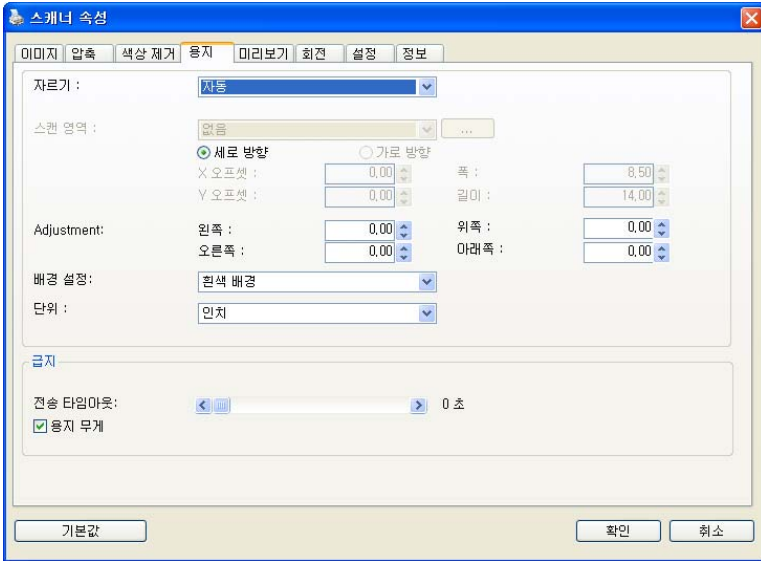 스캐너 속성
이미지 압축 색상 제거 용지 미리보기 회전 설정 정보
자르기 : 자동
스캔 영역 : 없음 ...
세로 방향 가로 방향
X 오프셋 : 0,00 폭 : 8,50
Y 오프셋 : 0,00 길이 : 14,00
Adjustment: 왼쪽 : 0,00 위쪽 : 0,00
오른쪽 : 0,00 아래쪽 : 0,00
배경 설정: 흰색 배경
단위 : 인치
급지
전송 타임아웃: 0 초
용지 무게
기본값 확인 취소